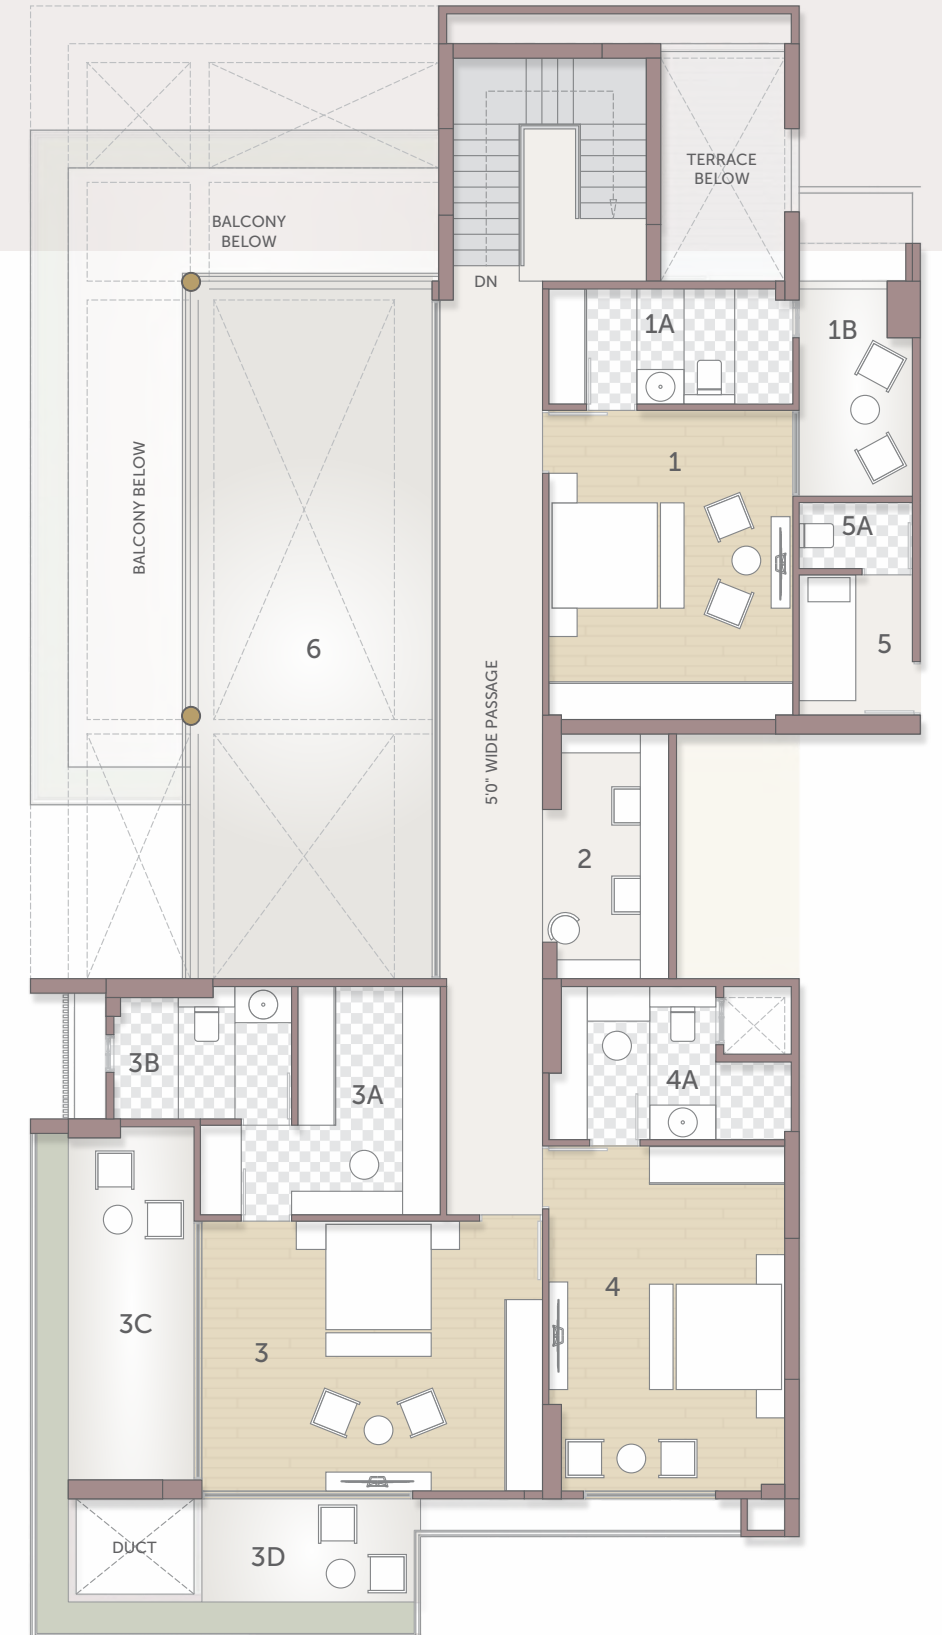 TERRACE
BELOW
BALCONY
BELOW
DN
1A
1B
1
BALCONY BELOW
5A
6
5
5'0" WIDE PASSAGE
2
3B
3A
4A
4
3C
3
DUCT
3D